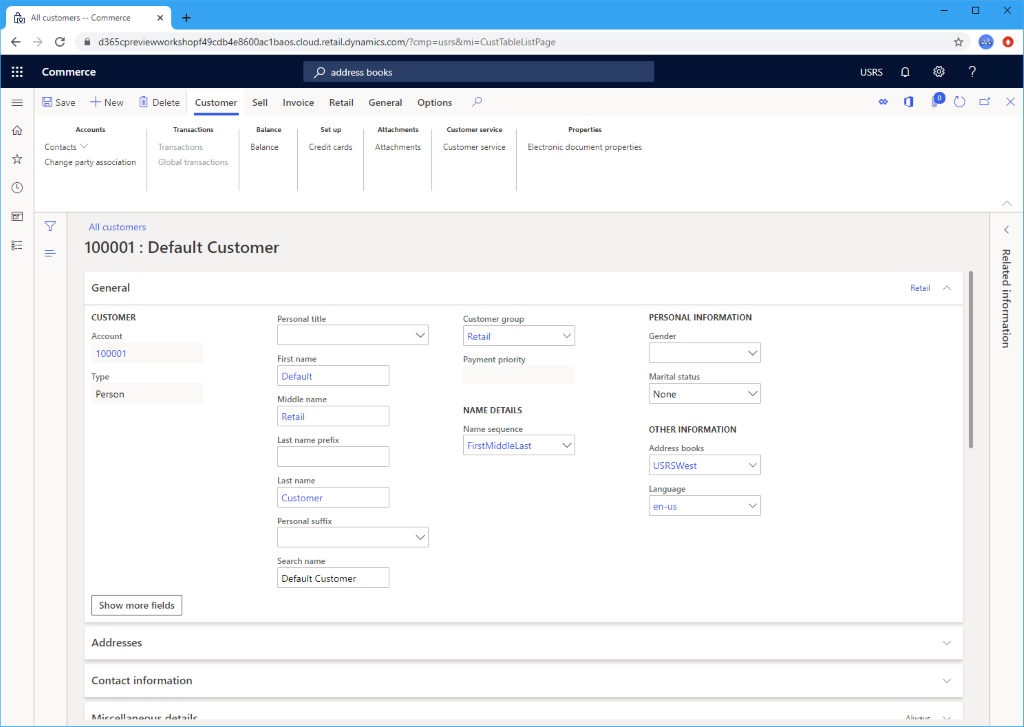 All customers -- Commerce
d365cpreviewworkshopf49cdb4e8600ac1baos.cloud.retail.dynamics.com/?cmp=usrs&mi=CustTableListPage
Commerce
address books
USRS
?
Save
New
Delete
Customer
Sell
Invoice
Retail
General
Options
0
Accounts
Contacts
Change party association
Transactions
Transactions
Global transactions
Balance
Balance
Set up
Credit cards
Attachments
Attachments
Customer service
Customer service
Properties
Electronic document properties
All customers
100001 : Default Customer
Related information
General
Retail
CUSTOMER
Account
100001
Type
Person
Personal title
First name
Default
Middle name
Retail
Last name prefix
Last name
Customer
Personal suffix
Search name
Default Customer
Customer group
Retail
Payment priority
NAME DETAILS
Name sequence
FirstMiddleLast
PERSONAL INFORMATION
Gender
Marital status
None
OTHER INFORMATION
Address books
USRSWest
Language
en-us
Show more fields
Addresses
Contact information
Miscellaneous details
Always